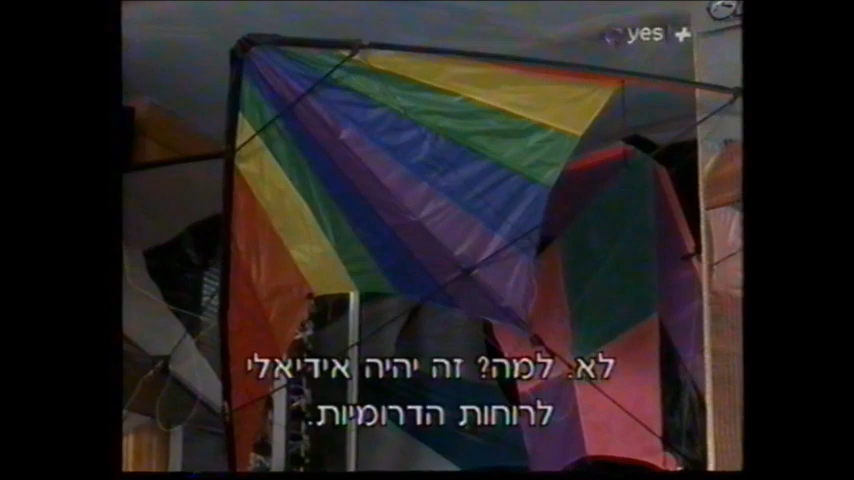 yes +
לא. למה? זה יהיה אידיאלי
לרוחות הדרומיות.